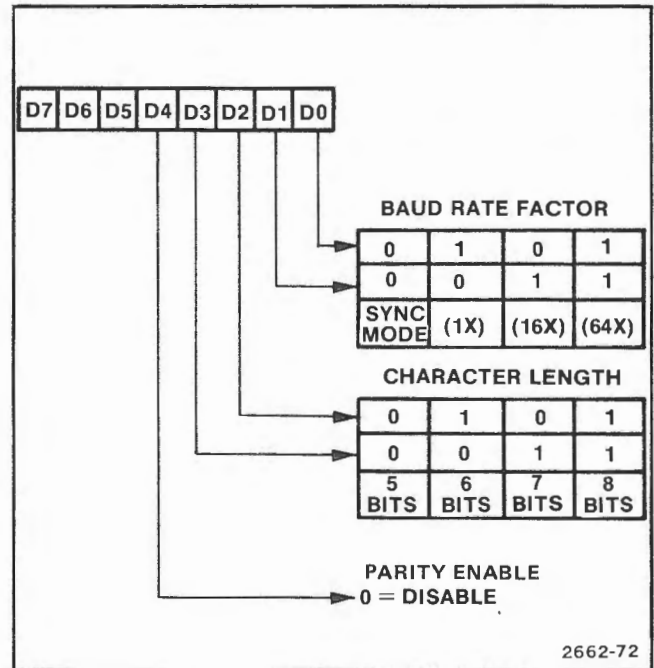 D7 D6 D5 D4 D3 D2 D1 D0
BAUD RATE FACTOR
0 1 0 1
0 0 1 1
SYNC MODE (1X) (16X) (64X)
CHARACTER LENGTH
0 1 0 1
0 0 1 1
5 BITS 6 BITS 7 BITS 8 BITS
PARITY ENABLE
0 = DISABLE
2662-72